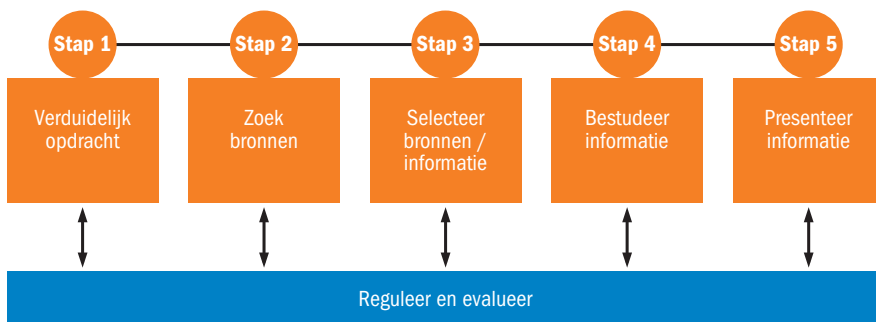 Stap 1
Stap 2
Stap 3
Stap 4
Stap 5
Verduidelijk
opdracht
Zoek
bronnen
Selecteer
bronnen /
informatie
Bestudeer
informatie
Presenteer
informatie
Reguleer en evalueer